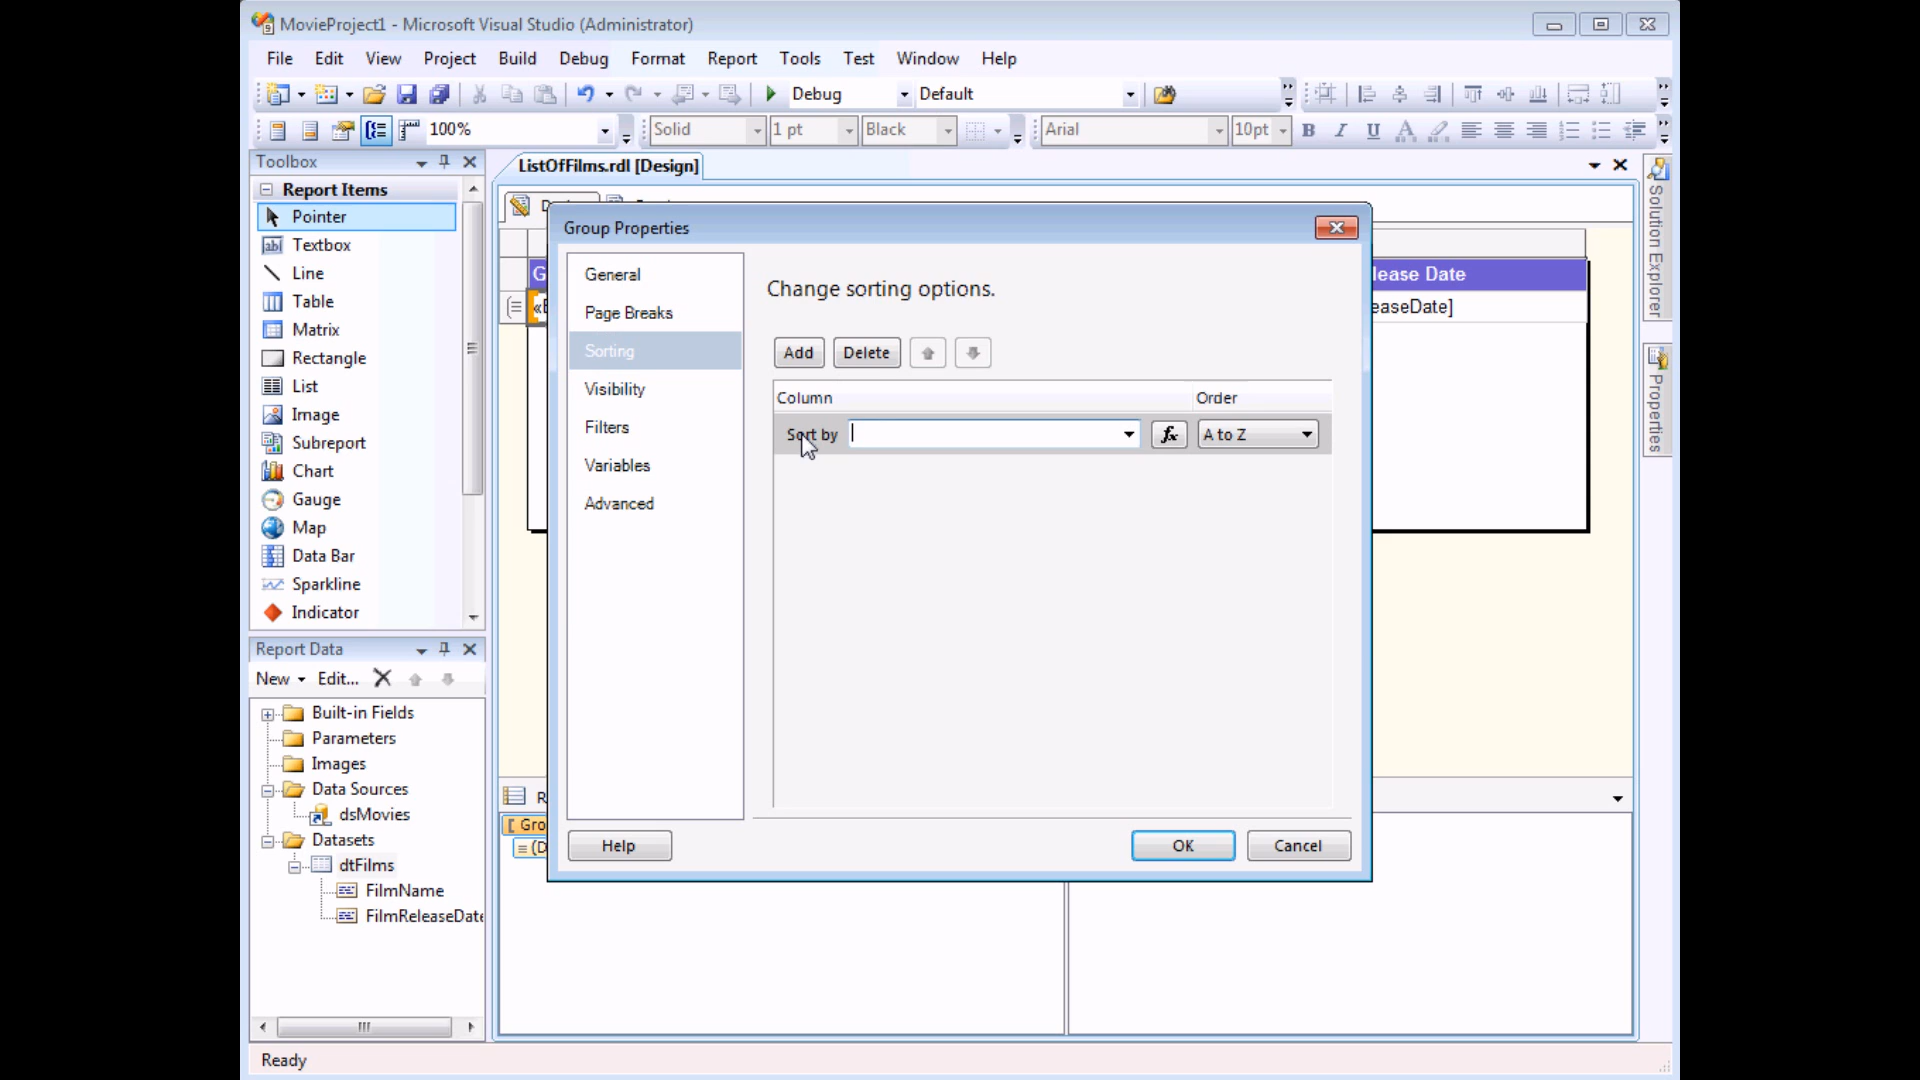 MovieProject1 - Microsoft Visual Studio (Administrator)
File Edit View Project Build Debug Format Report Tools Test Window Help
Debug Default
100% Solid 1 pt Black Arial 10pt B I U A
Toolbox
ListOfFilms.rdl [Design]
Report Items
Pointer
Textbox
Line
Table
Matrix
Rectangle
List
Image
Subreport
Chart
Gauge
Map
Data Bar
Sparkline
Indicator
Group Properties
General
Page Breaks
Sorting
Visibility
Filters
Variables
Advanced
Change sorting options.
Add Delete
Column Order
Sort by fx A to Z
Help OK Cancel
lease Date
easeDate]
Solution Explorer
Properties
Report Data
New Edit...
Built-in Fields
Parameters
Images
Data Sources
dsMovies
Datasets
dtFilms
FilmName
FilmReleaseDate
Gro
(D
Ready